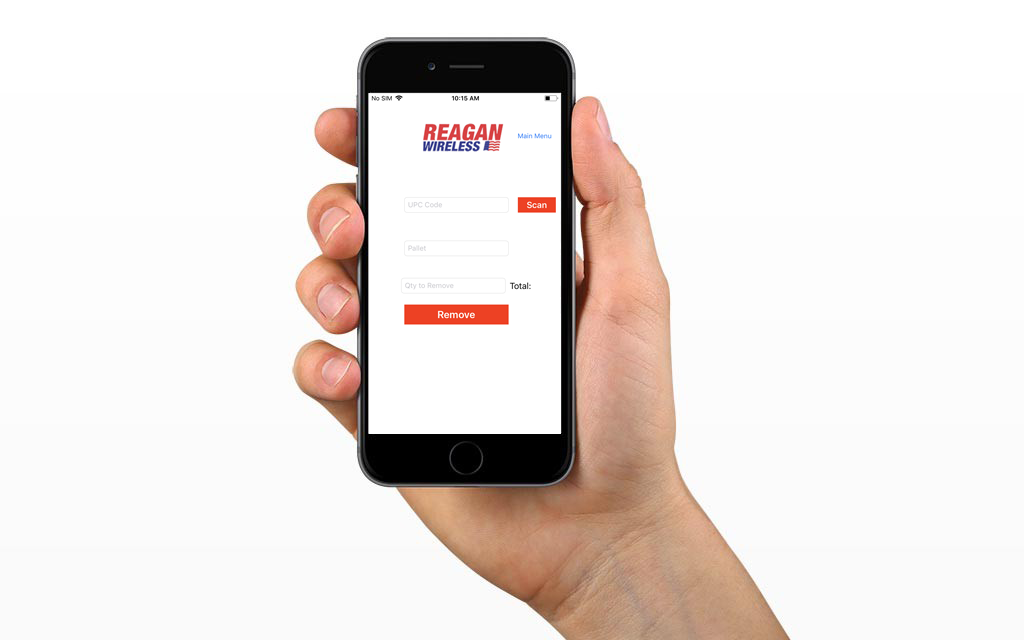 No SIM 10:15 AM
REAGAN
WIRELESS
Main Menu
UPC Code
Scan
Pallet
Qty to Remove
Total:
Remove